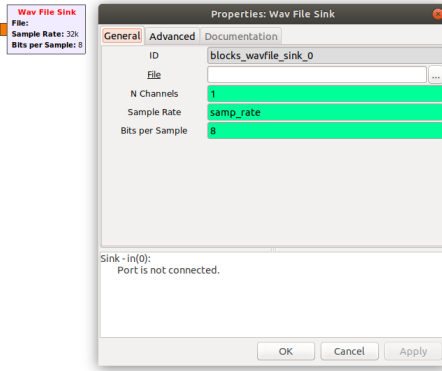 Wav File Sink
File:
Sample Rate: 32k
Bits per Sample: 8
Properties: Wav File Sink
General Advanced Documentation
ID blocks_wavfile_sink_0
File ...
N Channels 1
Sample Rate samp_rate
Bits per Sample 8
Sink - in(0):
Port is not connected.
OK Cancel Apply